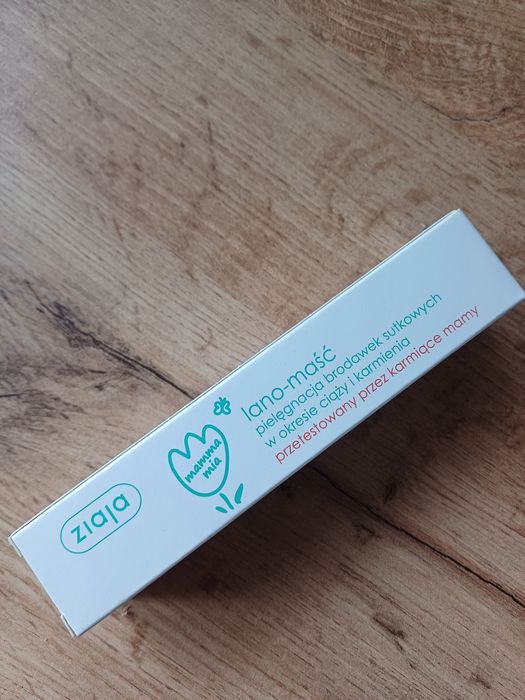 ziaja
mamma
mia
lano-maść
pielęgnacja brodawek sutkowych
w okresie ciąży i karmienia
przetestowany przez karmiące mamy